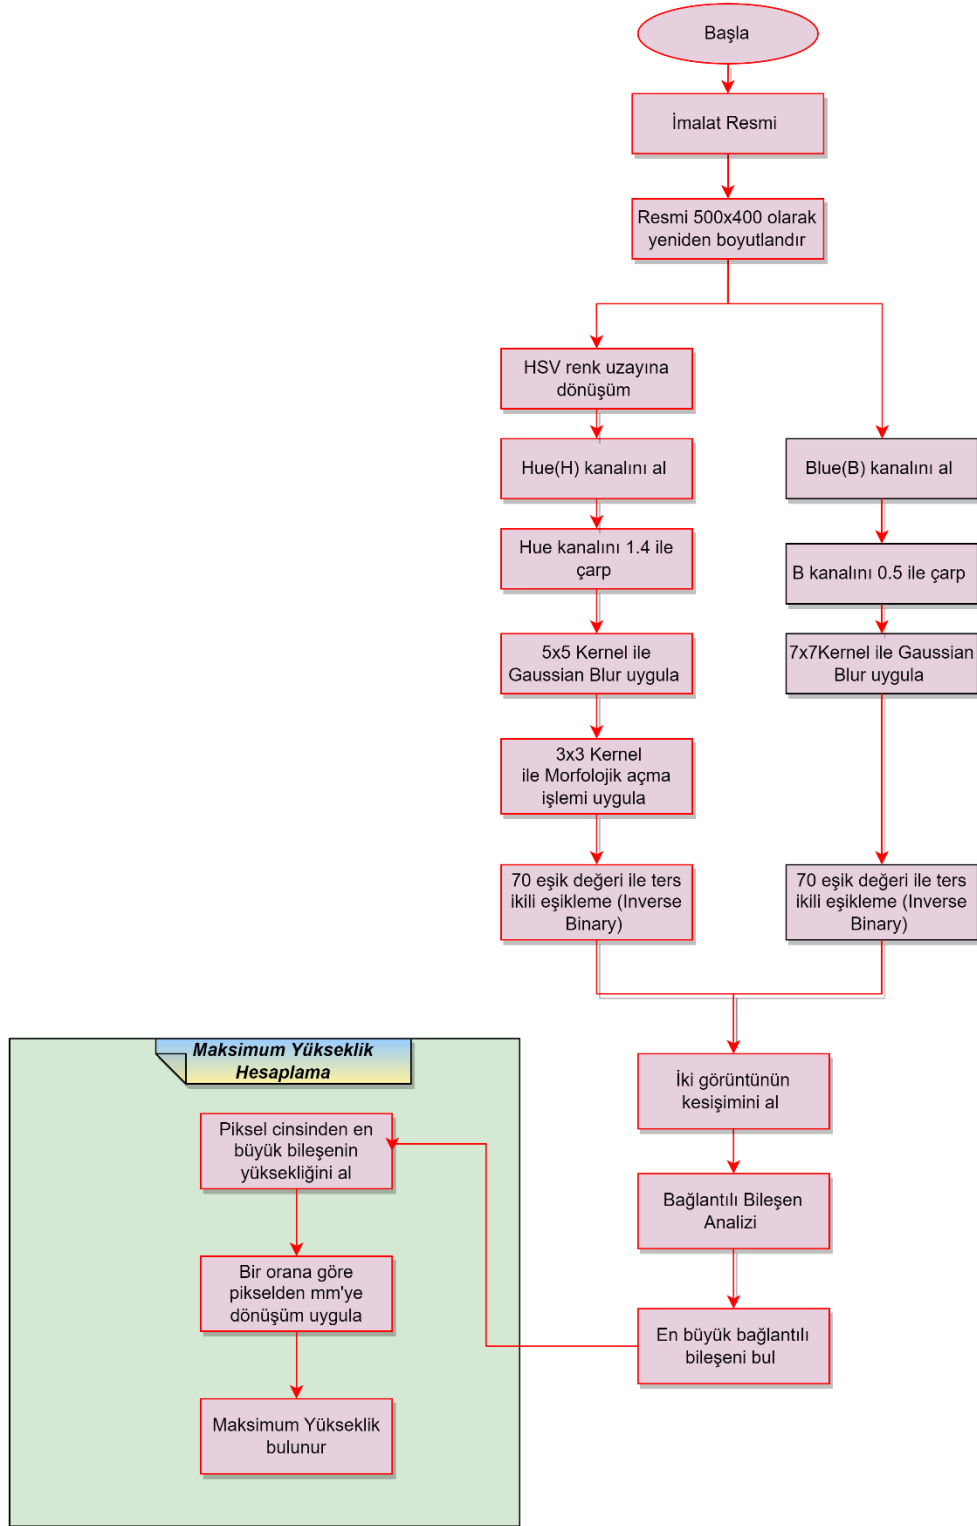 Başla
İmalat Resmi
Resmi 500x400 olarak
yeniden boyutlandır
HSV renk uzayına
dönüşüm
Hue(H) kanalını al
Hue kanalını 1.4 ile
çarp
5x5 Kernel ile
Gaussian Blur uygula
3x3 Kernel
ile Morfolojik açma
işlemi uygula
70 eşik değeri ile ters
ikili eşikleme (Inverse
Binary)
Blue(B) kanalını al
B kanalını 0.5 ile çarp
7x7Kernel ile Gaussian
Blur uygula
70 eşik değeri ile ters
ikili eşikleme (Inverse
Binary)
İki görüntünün
kesişimini al
Bağlantılı Bileşen
Analizi
En büyük bağlantılı
bileşeni bul
Maksimum Yükseklik
Hesaplama
Piksel cinsinden en
büyük bileşenin
yüksekliğini al
Bir orana göre
pikselden mm'ye
dönüşüm uygula
Maksimum Yükseklik
bulunur